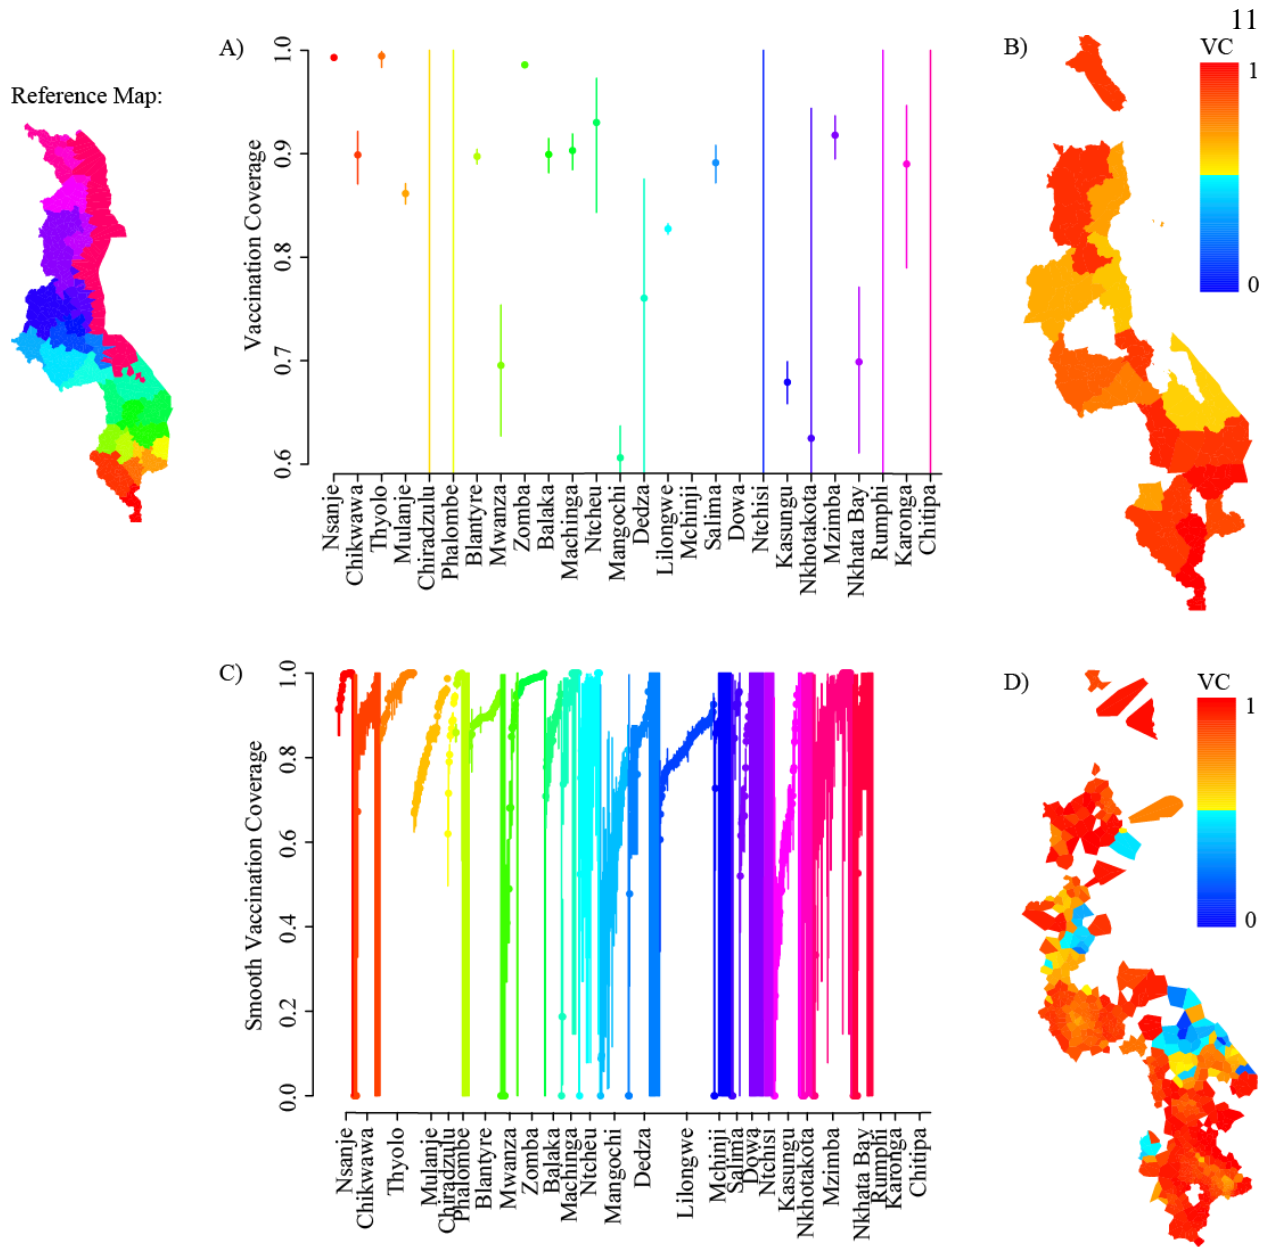 11
Reference Map:
A)
Vaccination Coverage
1.0
0.9
0.8
0.7
0.6
Nsanje
Chikwawa
Thyolo
Mulanje
Chiradzulu
Phalombe
Blantyre
Mwanza
Zomba
Balaka
Machinga
Ntcheu
Mangochi
Dedza
Lilongwe
Mchinji
Salima
Dowa
Ntchisi
Kasungu
Nkhotakota
Mzimba
Nkhata Bay
Rumphi
Karonga
Chitipa
B)
VC
1
0
C)
Smooth Vaccination Coverage
1.0
0.8
0.6
0.4
0.2
0.0
Nsanje
Chikwawa
Thyolo
Mulanje
Chiradzulu
Phalombe
Blantyre
Mwanza
Zomba
Balaka
Machinga
Ntcheu
Mangochi
Dedza
Lilongwe
Mchinji
Salima
Dowa
Ntchisi
Kasungu
Nkhotakota
Mzimba
Nkhata Bay
Rumphi
Karonga
Chitipa
D)
VC
1
0